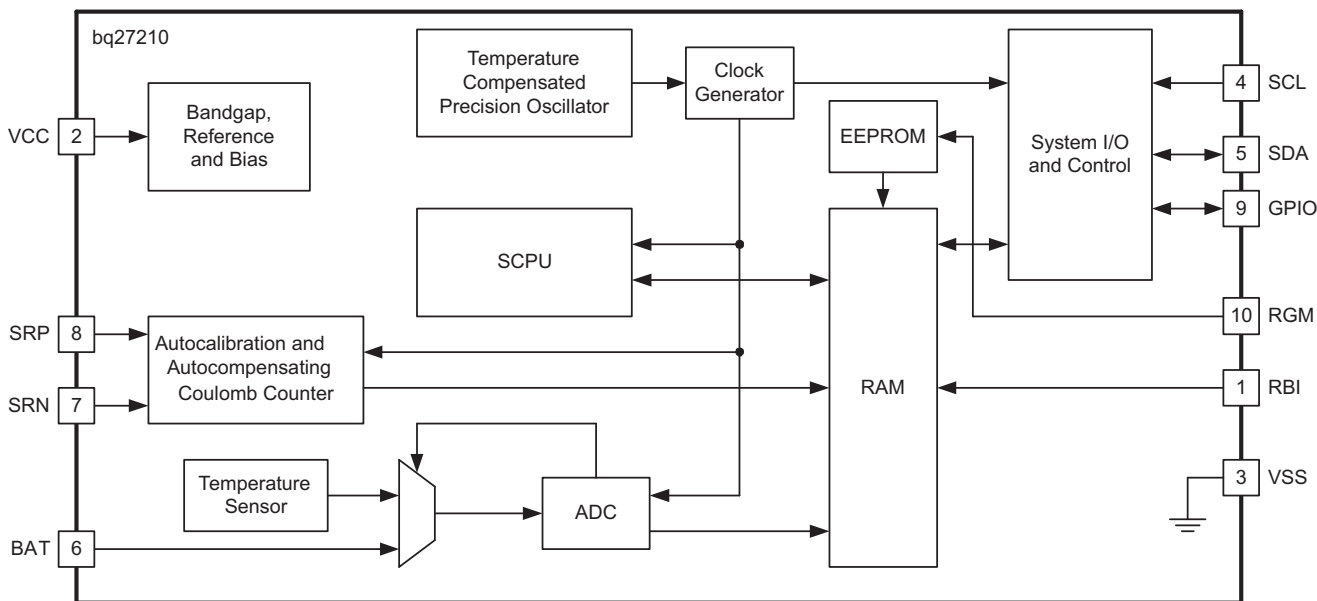 bq27210
Temperature
Compensated
Precision Oscillator
Clock
Generator
System I/O
and Control
4
SCL
5
SDA
9
GPIO
VCC
2
Bandgap,
Reference
and Bias
EEPROM
SCPU
10
RGM
SRP
8
SRN
7
Autocalibration and
Autocompensating
Coulomb Counter
RAM
1
RBI
Temperature
Sensor
ADC
3
VSS
BAT
6